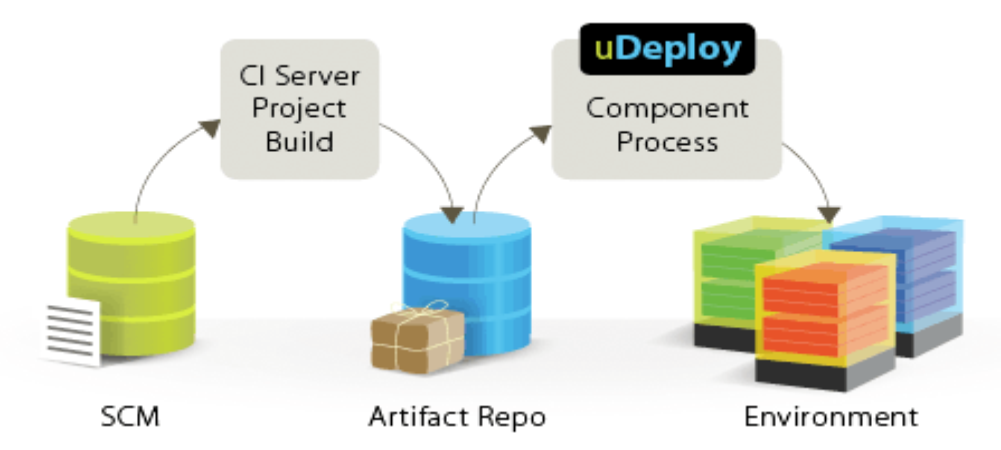 CI Server
Project
Build
uDeploy
Component
Process
SCM
Artifact Repo
Environment